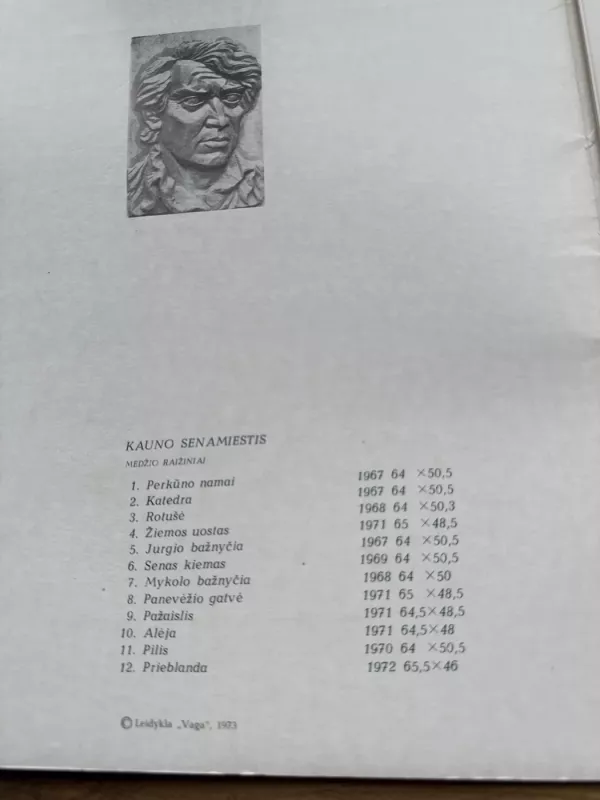 KAUNO SENAMIESTIS
MEDŽIO RAIŽINIAI
1. Perkūno namai 1967 64 ×50,5
2. Katedra 1967 64 ×50,5
3. Rotušė 1968 64 ×50,3
4. Žiemos uostas 1971 65 ×48,5
5. Jurgio bažnyčia 1967 64 ×50,5
6. Senas kiemas 1969 64 ×50,5
7. Mykolo bažnyčia 1968 64 ×50
8. Panevėžio gatvė 1971 65 ×48,5
9. Pažaislis 1971 64,5×48,5
10. Alėja 1971 64,5×48
11. Pilis 1970 64 ×50,5
12. Prieblanda 1972 65,5×46
© Leidykla „Vaga", 1973